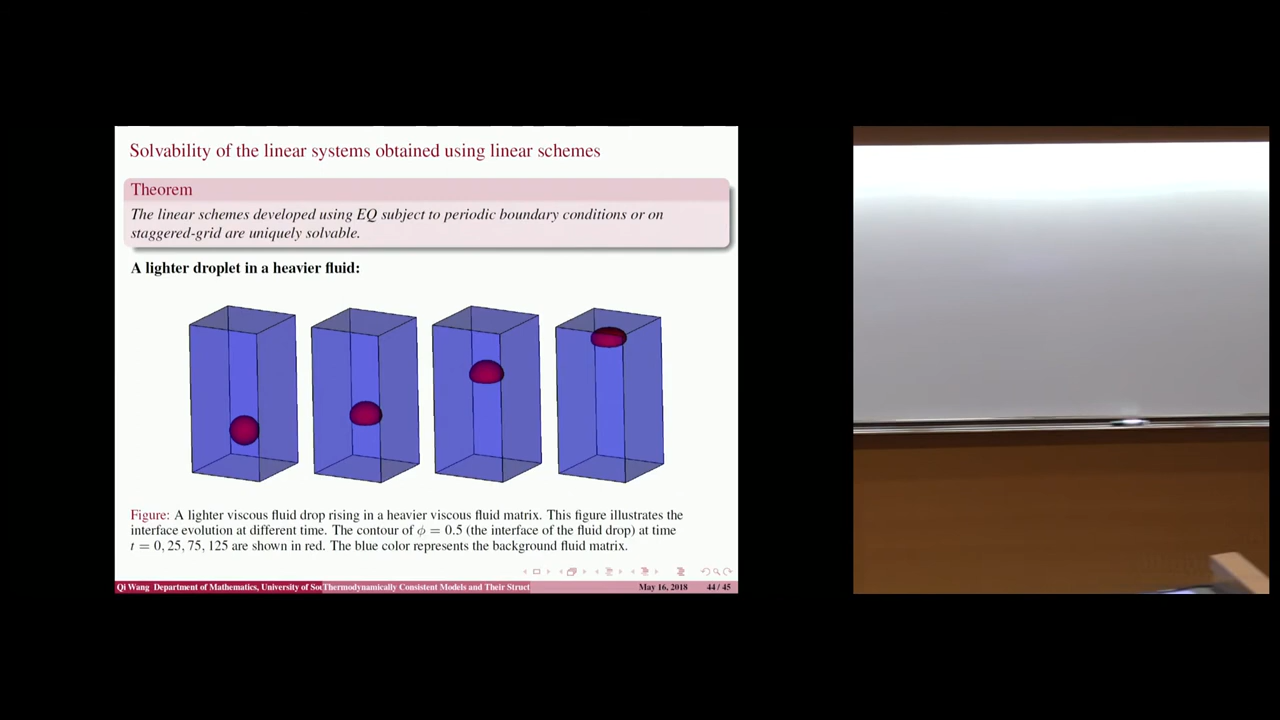 Solvability of the linear systems obtained using linear schemes
Theorem
The linear schemes developed using EQ subject to periodic boundary conditions or on
staggered-grid are uniquely solvable.
A lighter droplet in a heavier fluid:
Figure: A lighter viscous fluid drop rising in a heavier viscous fluid matrix. This figure illustrates the
interface evolution at different time. The contour of ϕ = 0.5 (the interface of the fluid drop) at time
t = 0, 25, 75, 125 are shown in red. The blue color represents the background fluid matrix.
Qi Wang Department of Mathematics, University of Sou Thermodynamically Consistent Models and Their Struct May 16, 2018 44 / 45